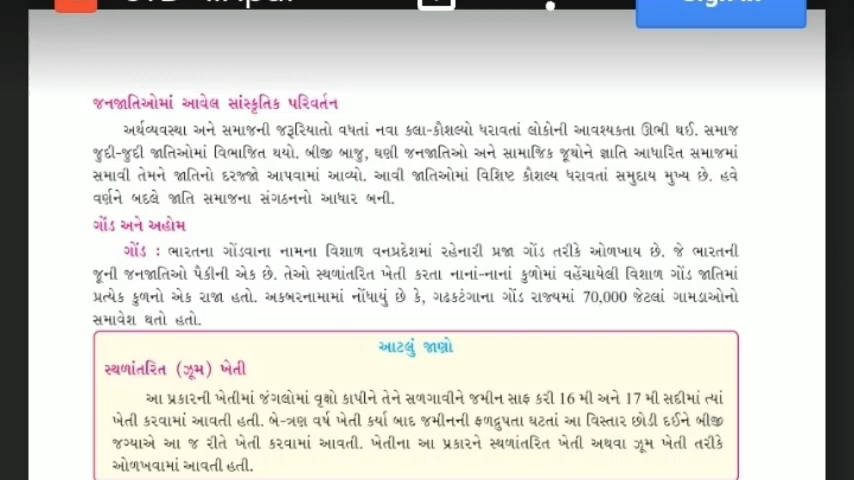 જનજાતિઓમાં આવેલ સાંસ્કૃતિક પરિવર્તન
અર્થવ્યવસ્થા અને સમાજની જરૂરિયાતો વધતાં નવા કલા-કૌશલ્યો ધરાવતાં લોકોની આવશ્યકતા ઊભી થઈ. સમાજ
જુદી-જુદી જાતિઓમાં વિભાજિત થયો. બીજી બાજુ, ઘણી જનજાતિઓ અને સામાજિક જૂથોને જ્ઞાતિ આધારિત સમાજમાં
સમાવી તેમને જાતિનો દરજ્જો આપવામાં આવ્યો. આવી જાતિઓમાં વિશિષ્ટ કૌશલ્ય ધરાવતાં સમુદાય મુખ્ય છે. હવે
વર્ણને બદલે જાતિ સમાજના સંગઠનનો આધાર બની.
ગોંડ અને અહોમ
ગોંડ : ભારતના ગોંડવાના નામના વિશાળ વનપ્રદેશમાં રહેનારી પ્રજા ગોંડ તરીકે ઓળખાય છે. જે ભારતની
જૂની જનજાતિઓ પૈકીની એક છે. તેઓ સ્થળાંતરિત ખેતી કરતા નાનાં-નાનાં કુળોમાં વહેંચાયેલી વિશાળ ગોંડ જાતિમાં
પ્રત્યેક કુળનો એક રાજા હતો. અકબરનામામાં નોંધાયું છે કે, ગઢકટંગાના ગોંડ રાજ્યમાં 70,000 જેટલાં ગામડાઓનો
સમાવેશ થતો હતો.
આટલું જાણો
સ્થળાંતરિત (ઝૂમ) ખેતી
આ પ્રકારની ખેતીમાં જંગલોમાં વૃક્ષો કાપીને તેને સળગાવીને જમીન સાફ કરી 16 મી અને 17 મી સદીમાં ત્યાં
ખેતી કરવામાં આવતી હતી. બે-ત્રણ વર્ષ ખેતી કર્યા બાદ જમીનની ફળદ્રુપતા ઘટતાં આ વિસ્તાર છોડી દઈને બીજી
જગ્યાએ આ જ રીતે ખેતી કરવામાં આવતી. ખેતીના આ પ્રકારને સ્થળાંતરિત ખેતી અથવા ઝૂમ ખેતી તરીકે
ઓળખવામાં આવતી હતી.